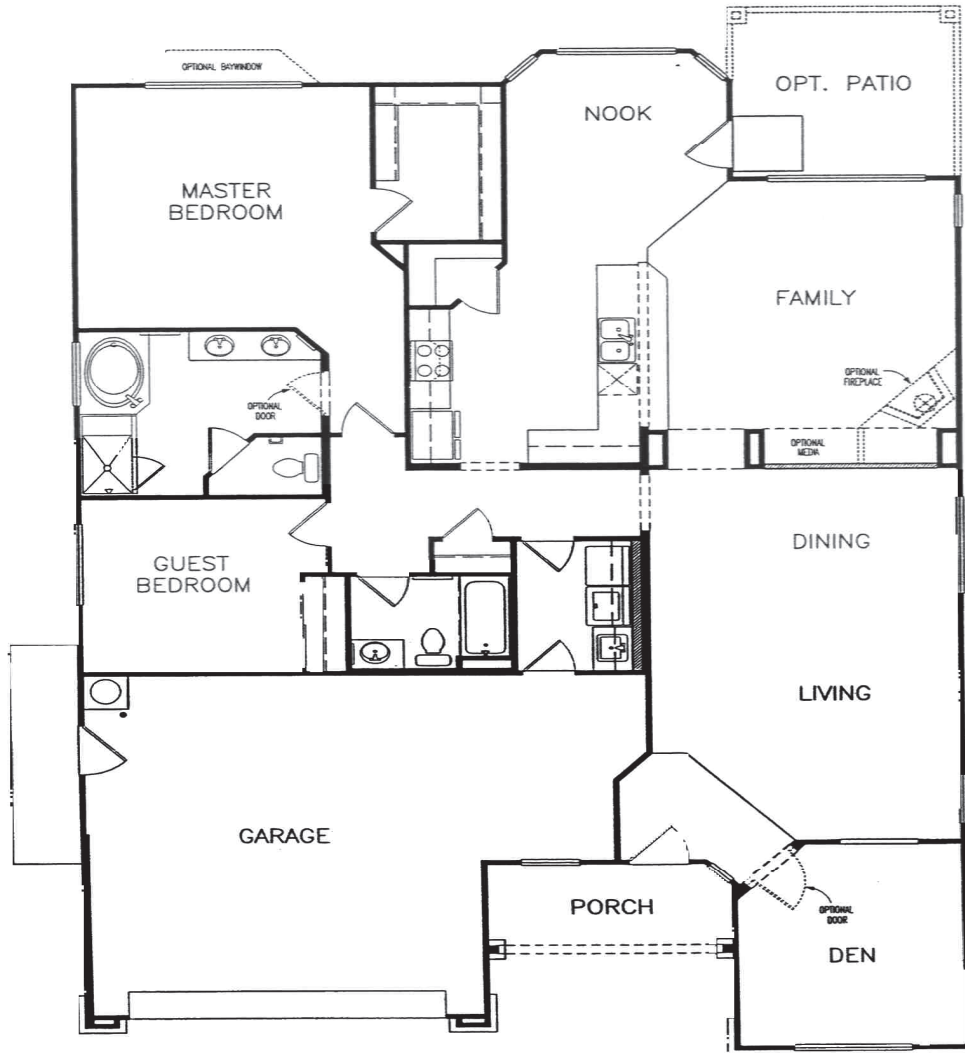 OPTIONAL BAYWINDOW
OPT. PATIO
NOOK
MASTER
BEDROOM
FAMILY
OPTIONAL
FIREPLACE
OPTIONAL
DOOR
OPTIONAL
MEDIA
GUEST
BEDROOM
DINING
LIVING
GARAGE
PORCH
OPTIONAL
DOOR
DEN